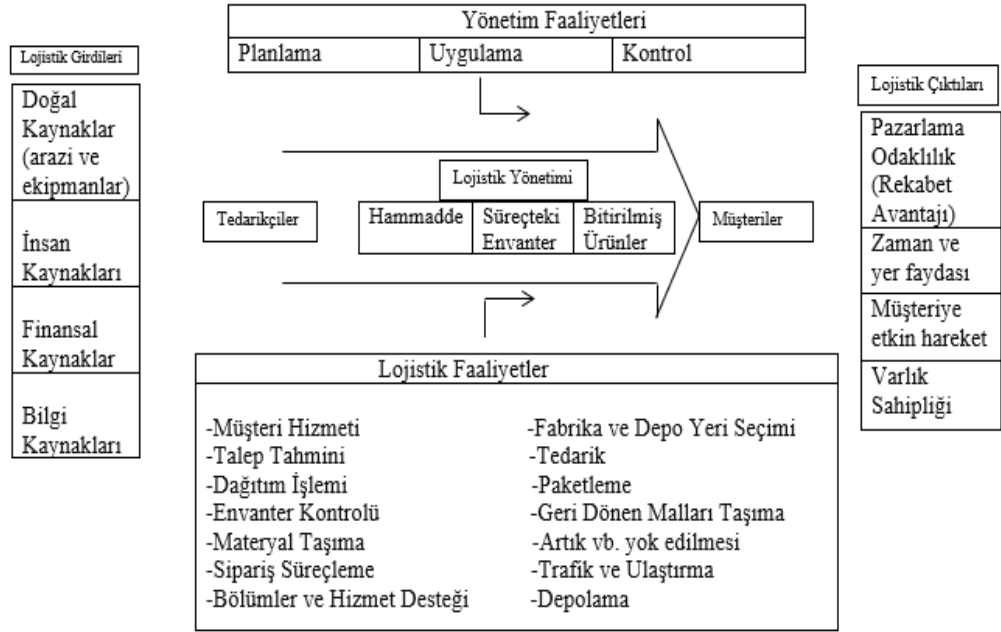 Yönetim Faaliyetleri
Planlama
Uygulama
Kontrol
Lojistik Girdileri
Doğal
Kaynaklar
(arazi ve
ekipmanlar)
İnsan
Kaynakları
Finansal
Kaynaklar
Bilgi
Kaynakları
Tedarikçiler
Lojistik Yönetimi
Hammadde
Süreçteki
Envanter
Bitirilmiş
Ürünler
Müşteriler
Lojistik Çıktıları
Pazarlama
Odaklılık
(Rekabet
Avantajı)
Zaman ve
yer faydası
Müşteriye
etkin hareket
Varlık
Sahipliği
Lojistik Faaliyetler
-Müşteri Hizmeti
-Talep Tahmini
-Dağıtım İşlemi
-Envanter Kontrolü
-Materyal Taşıma
-Sipariş Süreçleme
-Bölümler ve Hizmet Desteği
-Fabrika ve Depo Yeri Seçimi
-Tedarik
-Paketleme
-Geri Dönen Malları Taşıma
-Artık vb. yok edilmesi
-Trafik ve Ulaştırma
-Depolama